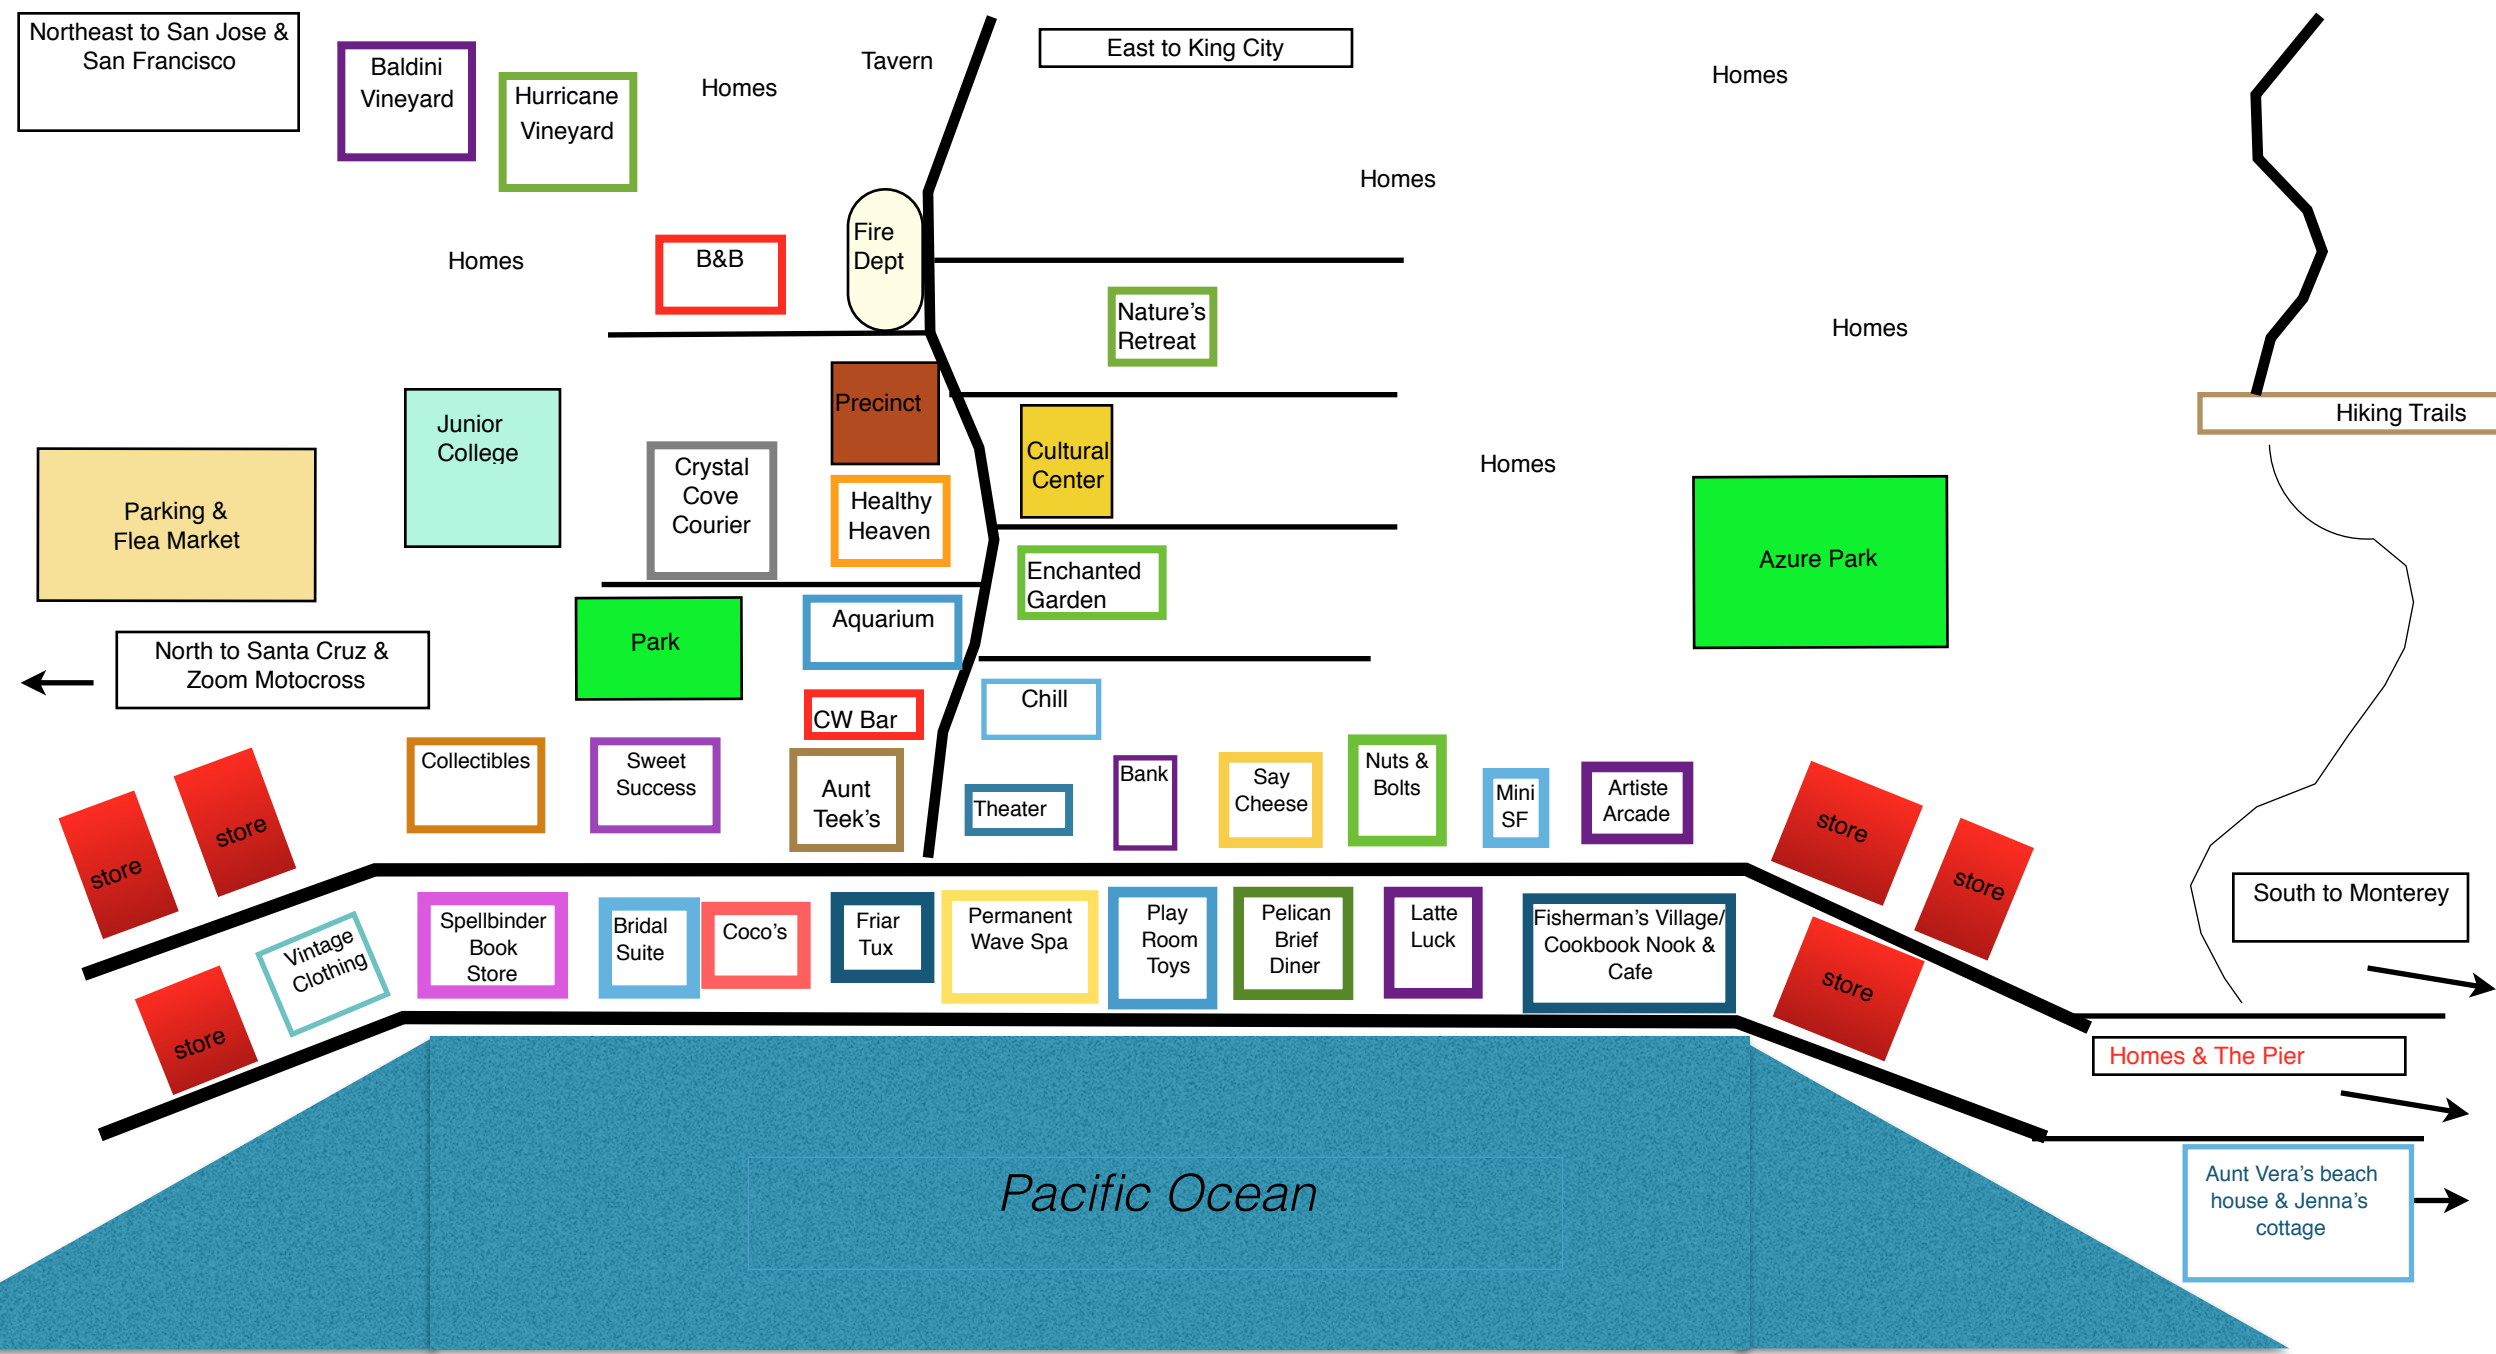 Northeast to San Jose &
San Francisco
Baldini
Vineyard
Hurricane
Vineyard
Homes
Tavern
East to King City
Homes
Homes
Homes
B&B
Fire
Dept
Nature's
Retreat
Homes
Junior
College
Precinct
Hiking Trails
Crystal
Cove
Courier
Healthy
Heaven
Cultural
Center
Homes
Parking &
Flea Market
Enchanted
Garden
Azure Park
Park
Aquarium
North to Santa Cruz &
Zoom Motocross
CW Bar
Chill
Collectibles
Sweet
Success
Aunt
Teek's
Theater
Bank
Say
Cheese
Nuts &
Bolts
Mini
SF
Artiste
Arcade
store
store
store
store
Vintage
Clothing
Spellbinder
Book
Store
Bridal
Suite
Coco's
Friar
Tux
Permanent
Wave Spa
Play
Room
Toys
Pelican
Brief
Diner
Latte
Luck
Fisherman's Village/
Cookbook Nook &
Cafe
South to Monterey
store
store
Homes & The Pier
Pacific Ocean
Aunt Vera's beach
house & Jenna's
cottage